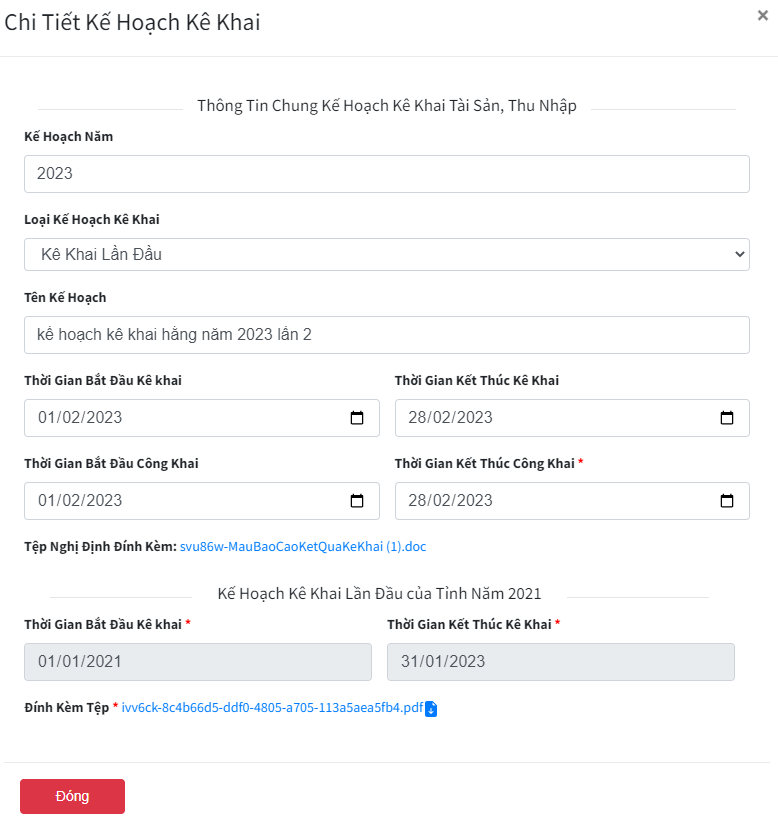 Chi Tiết Kế Hoạch Kê Khai
×
Thông Tin Chung Kế Hoạch Kê Khai Tài Sản, Thu Nhập
Kế Hoạch Năm
2023
Loại Kế Hoạch Kê Khai
Kê Khai Lần Đầu
Tên Kế Hoạch
kế hoạch kê khai hằng năm 2023 lần 2
Thời Gian Bắt Đầu Kê khai Thời Gian Kết Thúc Kê Khai
01/02/2023 28/02/2023
Thời Gian Bắt Đầu Công Khai Thời Gian Kết Thúc Công Khai *
01/02/2023 28/02/2023
Tệp Nghị Định Đính Kèm: svu86w-MauBaoCaoKetQuaKeKhai (1).doc
Kế Hoạch Kê Khai Lần Đầu của Tỉnh Năm 2021
Thời Gian Bắt Đầu Kê khai * Thời Gian Kết Thúc Kê Khai *
01/01/2021 31/01/2023
Đính Kèm Tệp * ivv6ck-8c4b66d5-ddf0-4805-a705-113a5aea5fb4.pdf
Đóng